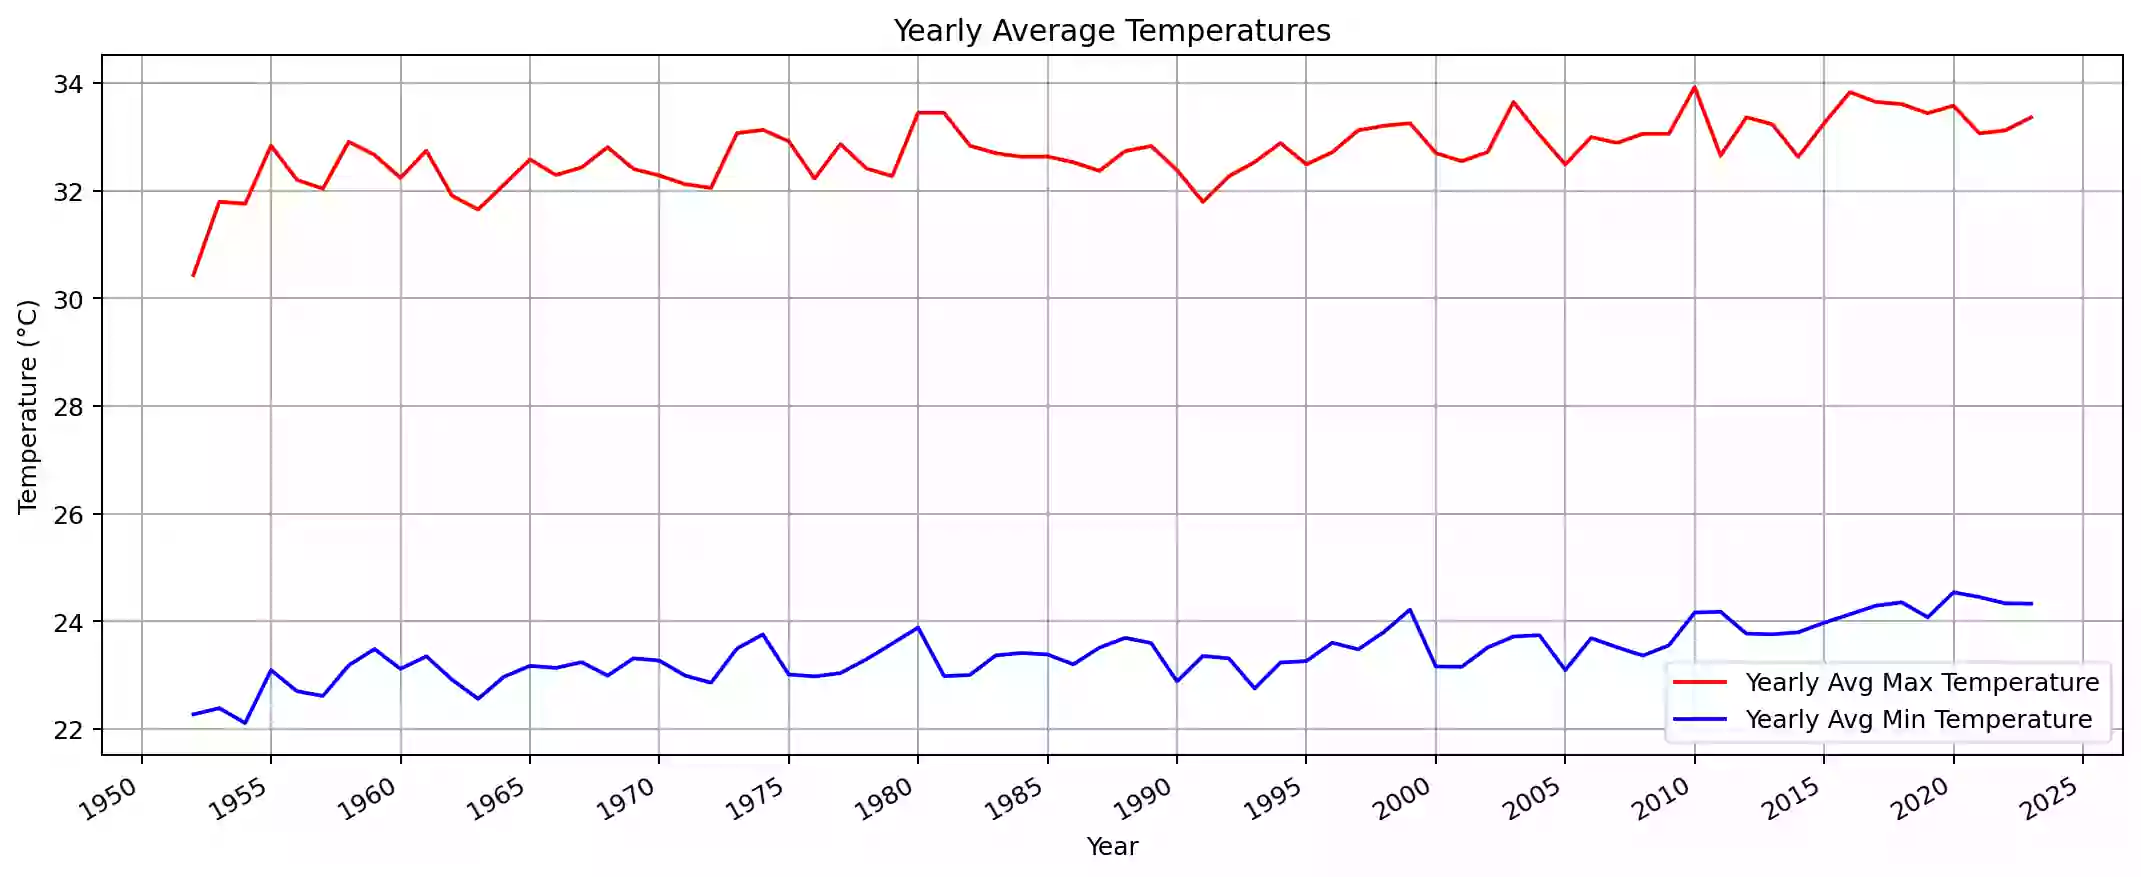 Yearly Average Temperatures
34
32
30
28
26
24
22
Temperature (°C)
Yearly Avg Max Temperature
Yearly Avg Min Temperature
1950 1955 1960 1965 1970 1975 1980 1985 1990 1995 2000 2005 2010 2015 2020 2025
Year